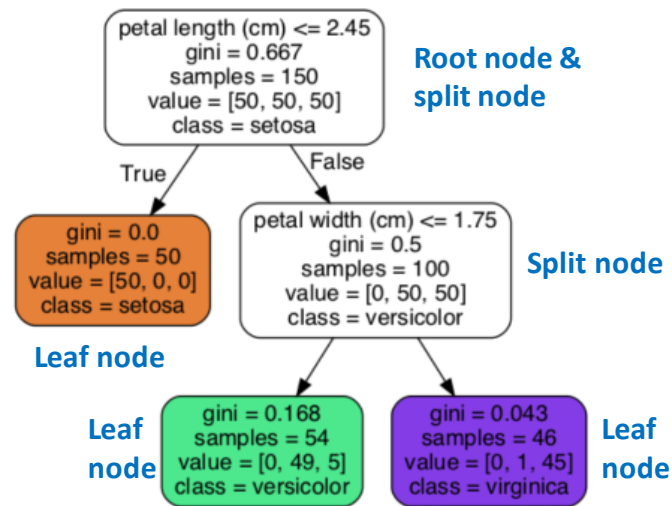 petal length (cm) <= 2.45
gini = 0.667
samples = 150
value = [50, 50, 50]
class = setosa
Root node &
split node
True
False
gini = 0.0
samples = 50
value = [50, 0, 0]
class = setosa
Leaf node
petal width (cm) <= 1.75
gini = 0.5
samples = 100
value = [0, 50, 50]
class = versicolor
Split node
Leaf
node
gini = 0.168
samples = 54
value = [0, 49, 5]
class = versicolor
gini = 0.043
samples = 46
value = [0, 1, 45]
class = virginica
Leaf
node